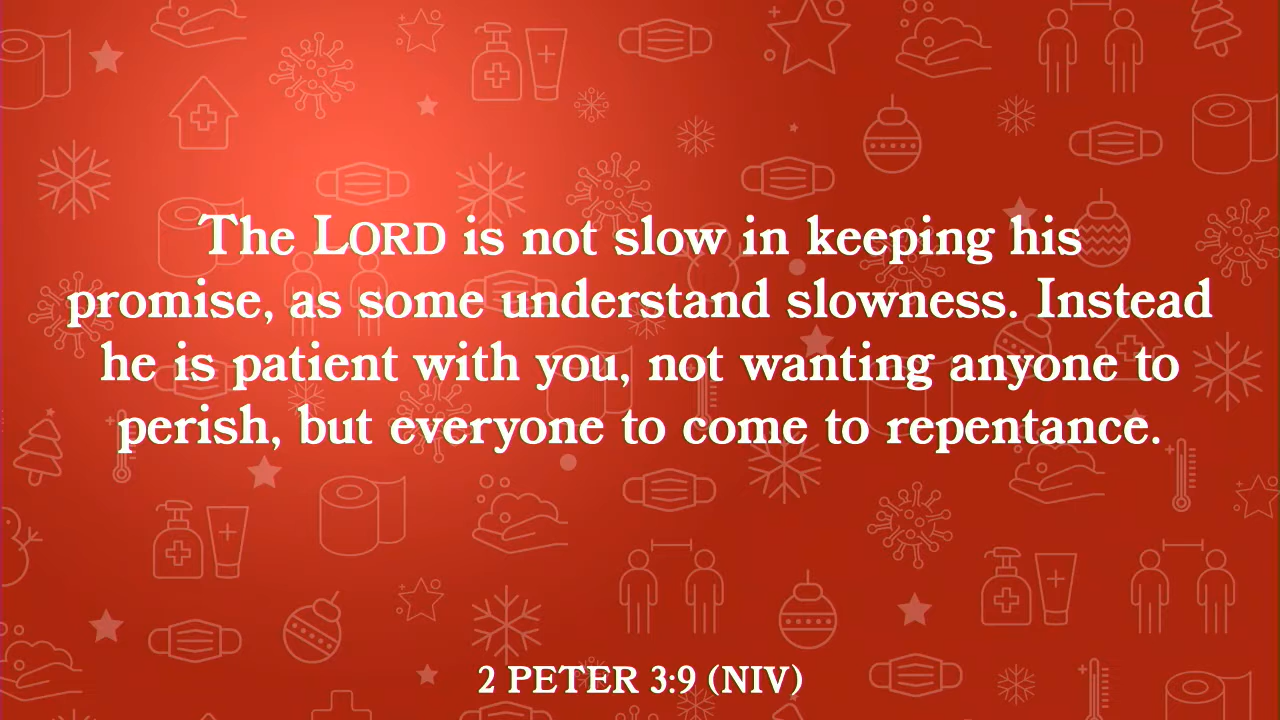 The LORD is not slow in keeping his
promise, as some understand slowness. Instead
he is patient with you, not wanting anyone to
perish, but everyone to come to repentance.
2 PETER 3:9 (NIV)